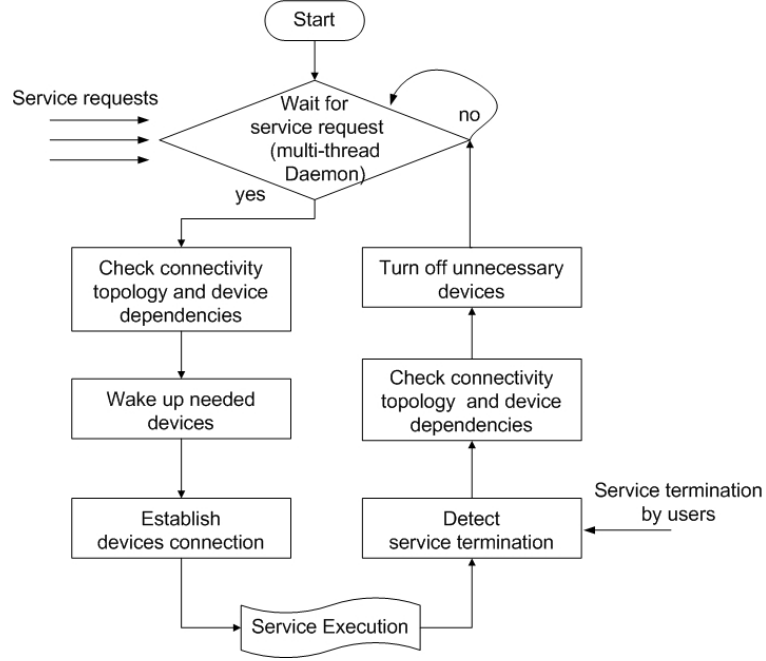 Start
Service requests
Wait for
service request
(multi-thread
Daemon)
no
yes
Check connectivity
topology and device
dependencies
Turn off unnecessary
devices
Wake up needed
devices
Check connectivity
topology and device
dependencies
Establish
devices connection
Detect
service termination
Service termination
by users
Service Execution